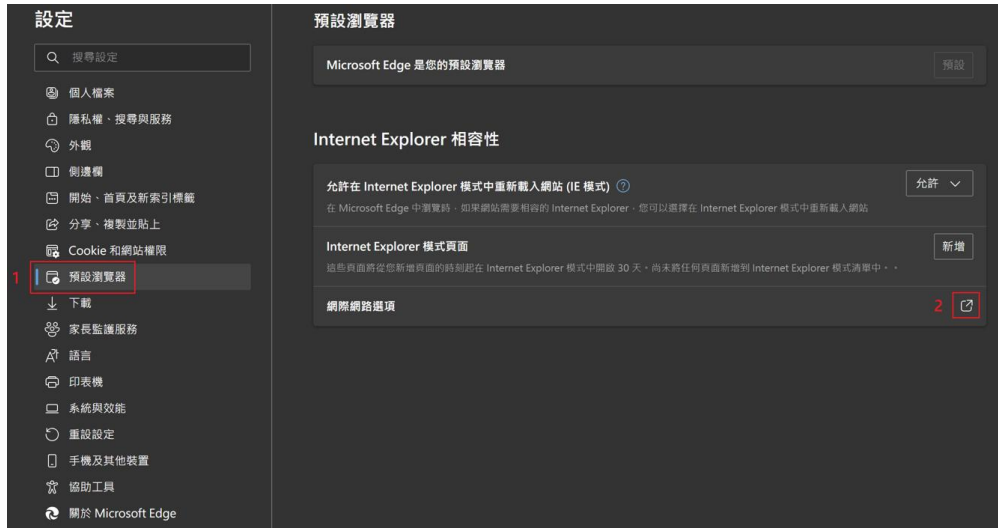 設定
搜尋設定
個人檔案
隱私權、搜尋與服務
外觀
側邊欄
開始、首頁及新索引標籤
分享、複製並貼上
Cookie 和網站權限
1 預設瀏覽器
下載
家長監護服務
語言
印表機
系統與效能
重設設定
手機及其他裝置
協助工具
關於 Microsoft Edge
預設瀏覽器
Microsoft Edge 是您的預設瀏覽器 預設
Internet Explorer 相容性
允許在 Internet Explorer 模式中重新載入網站 (IE 模式) 允許
在 Microsoft Edge 中瀏覽時，如果網站需要相容的 Internet Explorer，您可以選擇在 Internet Explorer 模式中重新載入網站
Internet Explorer 模式頁面 新增
這些頁面將從您新增頁面的時刻起在 Internet Explorer 模式中開啟 30 天。尚未將任何頁面新增到 Internet Explorer 模式清單中。。
網際網路選項 2